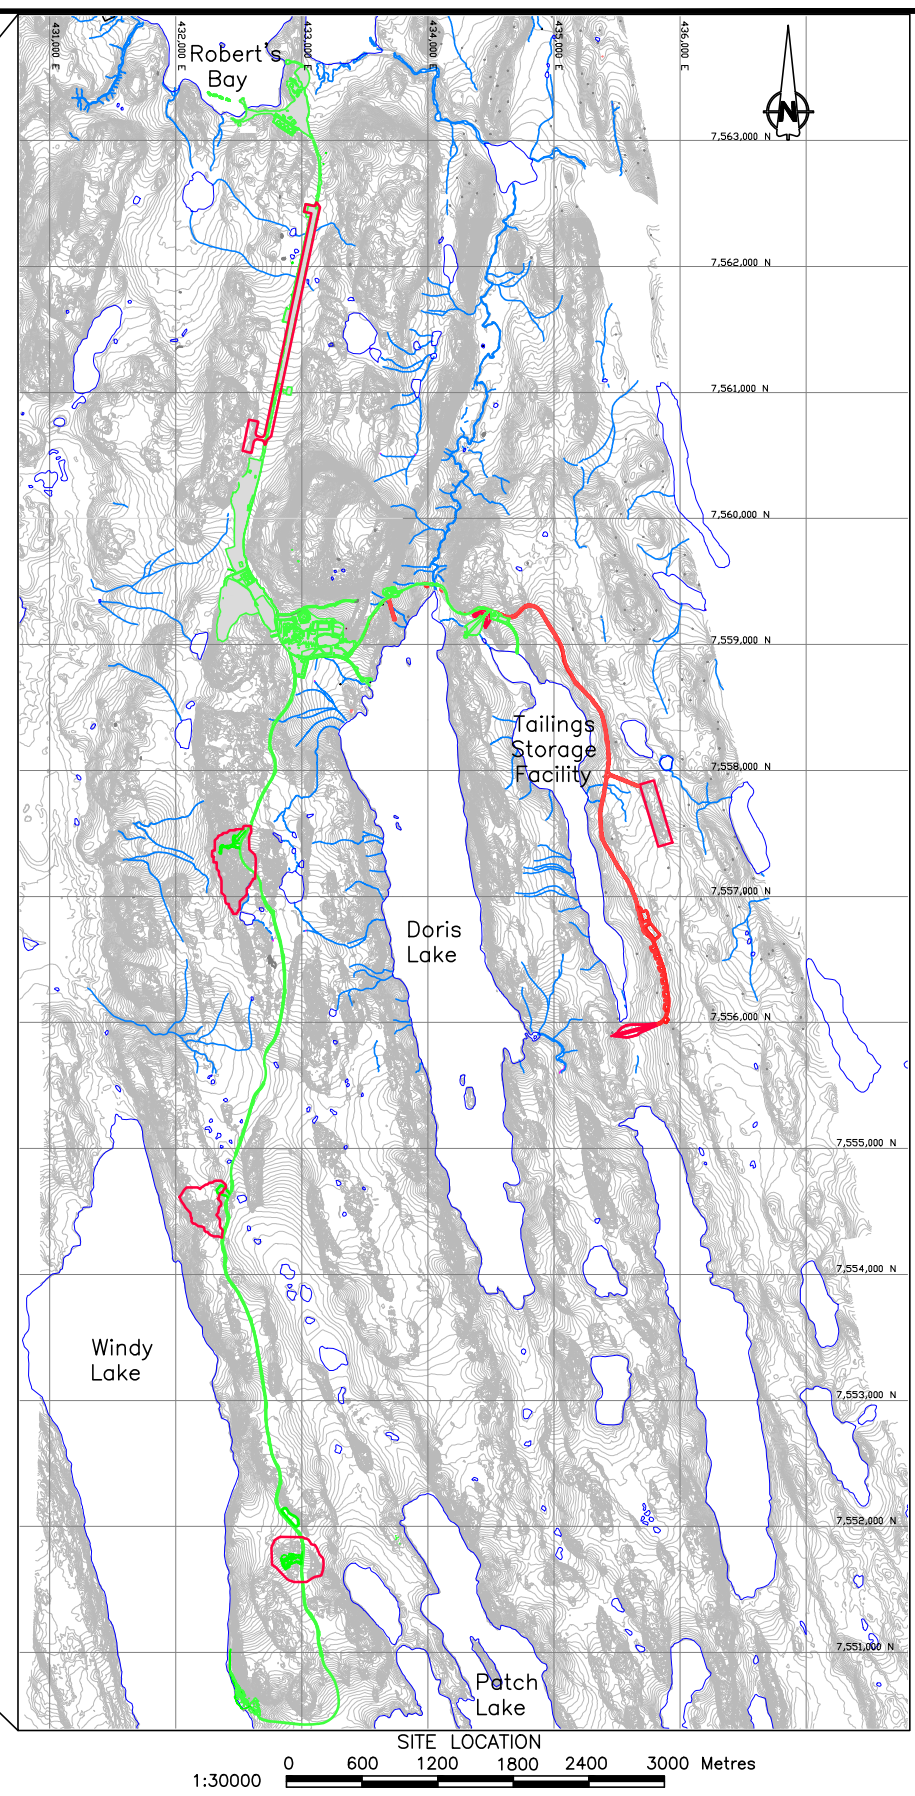 431,000 E
432,000 E
433,000 E
434,000 E
435,000 E
436,000 E
Robert's
Bay
N
7,563,000 N
7,562,000 N
7,561,000 N
7,560,000 N
7,559,000 N
Tailings
Storage
Facility
7,558,000 N
7,557,000 N
Doris
Lake
7,556,000 N
7,555,000 N
7,554,000 N
Windy
Lake
7,553,000 N
7,552,000 N
7,551,000 N
Patch
Lake
SITE LOCATION
1:30000
0 600 1200 1800 2400 3000 Metres